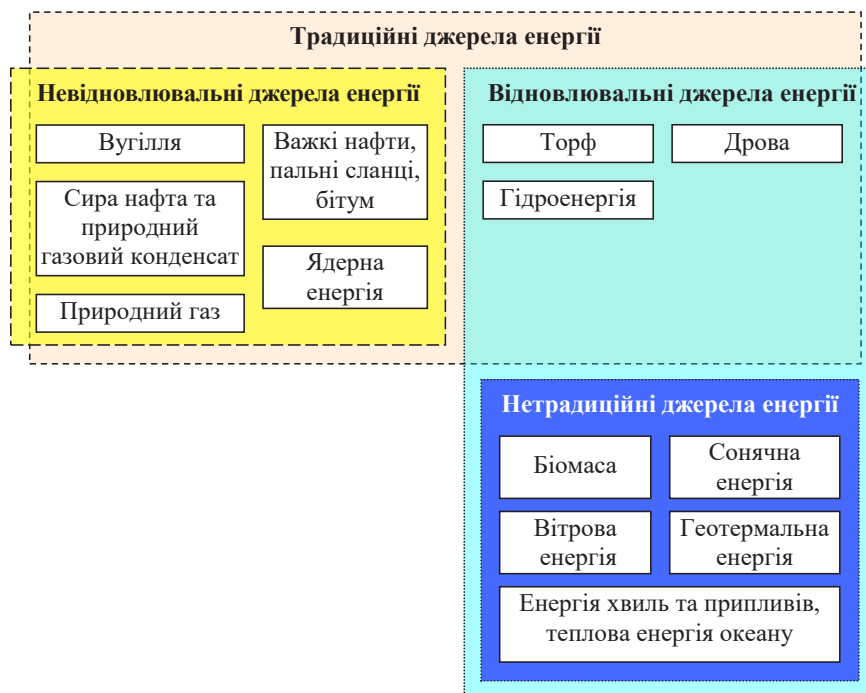 Традиційні джерела енергії
Невідновлювальні джерела енергії
Вугілля
Сира нафта та
природний
газовий конденсат
Природний газ
Важкі нафти,
пальні сланці,
бітум
Ядерна
енергія
Відновлювальні джерела енергії
Торф
Дрова
Гідроенергія
Нетрадиційні джерела енергії
Біомаса
Сонячна
енергія
Вітрова
енергія
Геотермальна
енергія
Енергія хвиль та припливів,
теплова енергія океану